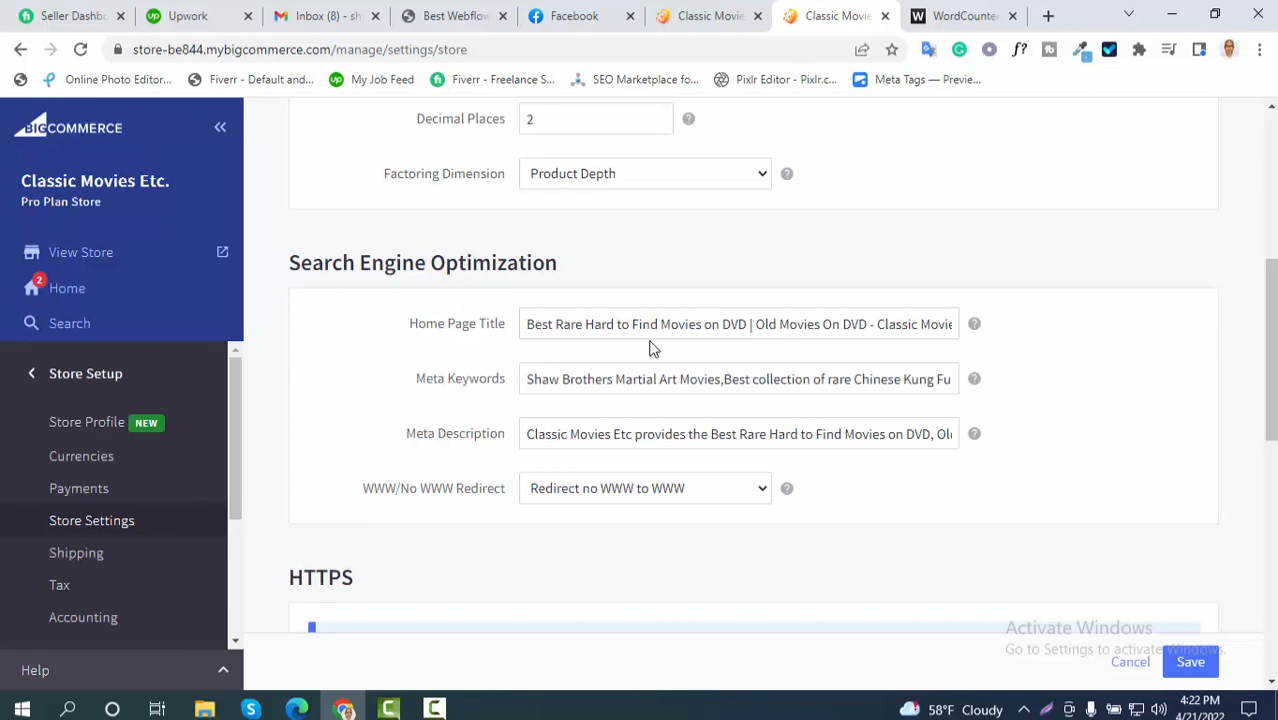 Seller Dashbo
Upwork
Inbox (8) - sh
Best Webflow
Facebook
Classic Movie
Classic Movie
WordCounter
store-be844.mybigcommerce.com/manage/settings/store
Online Photo Editor...
Fiverr - Default and...
My Job Feed
Fiverr - Freelance S...
SEO Marketplace fo...
Pixlr Editor - Pixlr.c...
Meta Tags — Previe...
BIGCOMMERCE
Classic Movies Etc.
Pro Plan Store
View Store
2
Home
Search
Store Setup
Store Profile NEW
Currencies
Payments
Store Settings
Shipping
Tax
Accounting
Help
Decimal Places 2
Factoring Dimension Product Depth
Search Engine Optimization
Home Page Title Best Rare Hard to Find Movies on DVD | Old Movies On DVD - Classic Movie
Meta Keywords Shaw Brothers Martial Art Movies,Best collection of rare Chinese Kung Fu
Meta Description Classic Movies Etc provides the Best Rare Hard to Find Movies on DVD, Ol
WWW/No WWW Redirect Redirect no WWW to WWW
HTTPS
Activate Windows
Go to Settings to activate Windows.
Cancel Save
58°F Cloudy
4:22 PM
4/21/2022